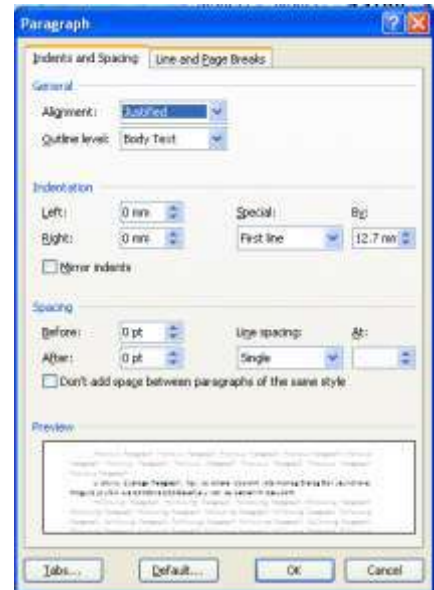 Paragraph
Indents and Spacing Line and Page Breaks
General
Alignment: Justified
Outline level: Body Text
Indentation
Left: 0 mm Special: By:
Right: 0 mm First line 12.7 mm
Mirror indents
Spacing
Before: 0 pt Line spacing: At:
After: 0 pt Single
Don't add space between paragraphs of the same style
Preview
Tabs... Default... OK Cancel